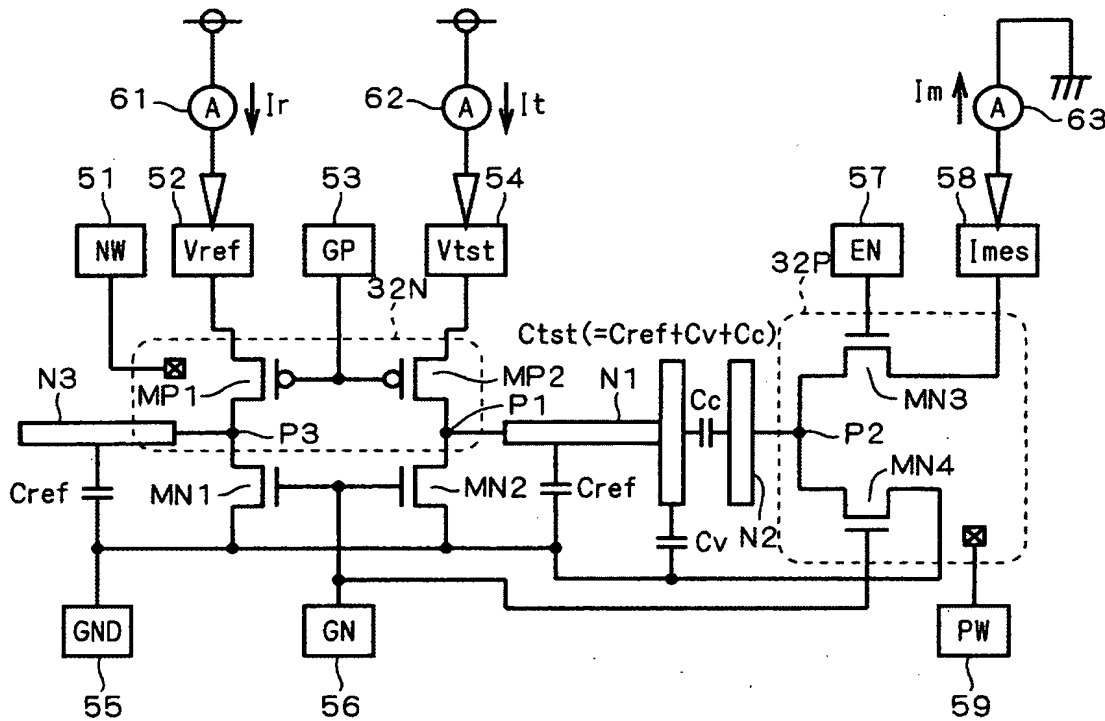 61 A Ir
62 A It
Im A 63
51 52 53 54 57 58
NW Vref GP Vtst EN Imes
32N 32P
Ctst(=Cref+Cv+Cc)
N3 MP1 MP2 N1 Cc MN3
P3 P1 P2
Cref MN1 MN2 Cref MN4
Cv N2
GND GN PW
55 56 59